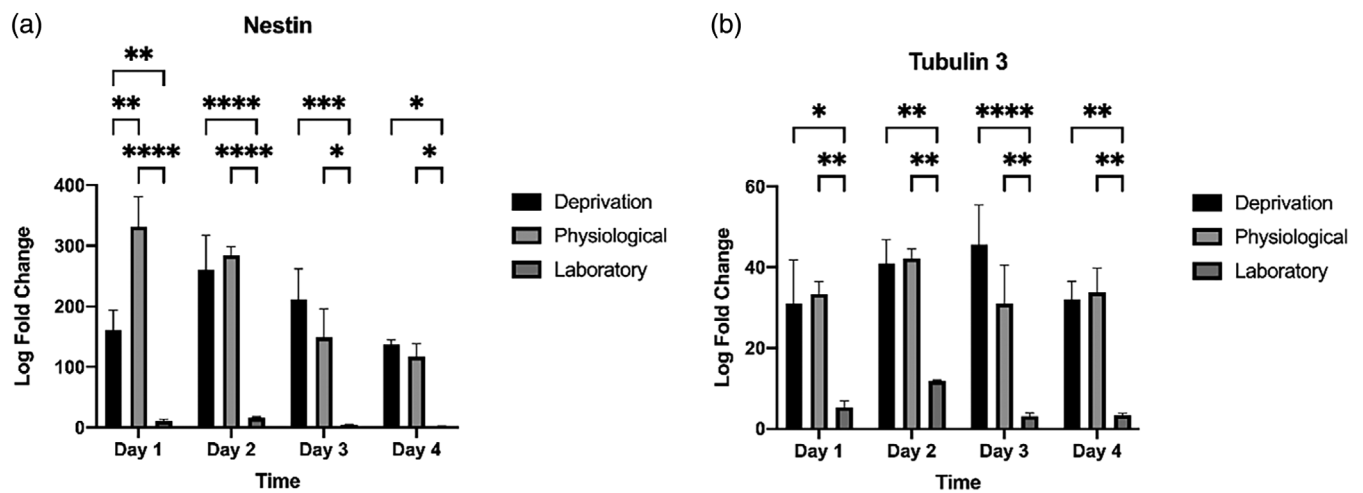 (a)
Nestin
**
** **** *** *
**** **** * *
400
300
200
100
0
Log Fold Change
Day 1 Day 2 Day 3 Day 4
Time
Deprivation
Physiological
Laboratory
(b)
Tubulin 3
* ** **** **
** ** ** **
60
40
20
0
Log Fold Change
Day 1 Day 2 Day 3 Day 4
Time
Deprivation
Physiological
Laboratory